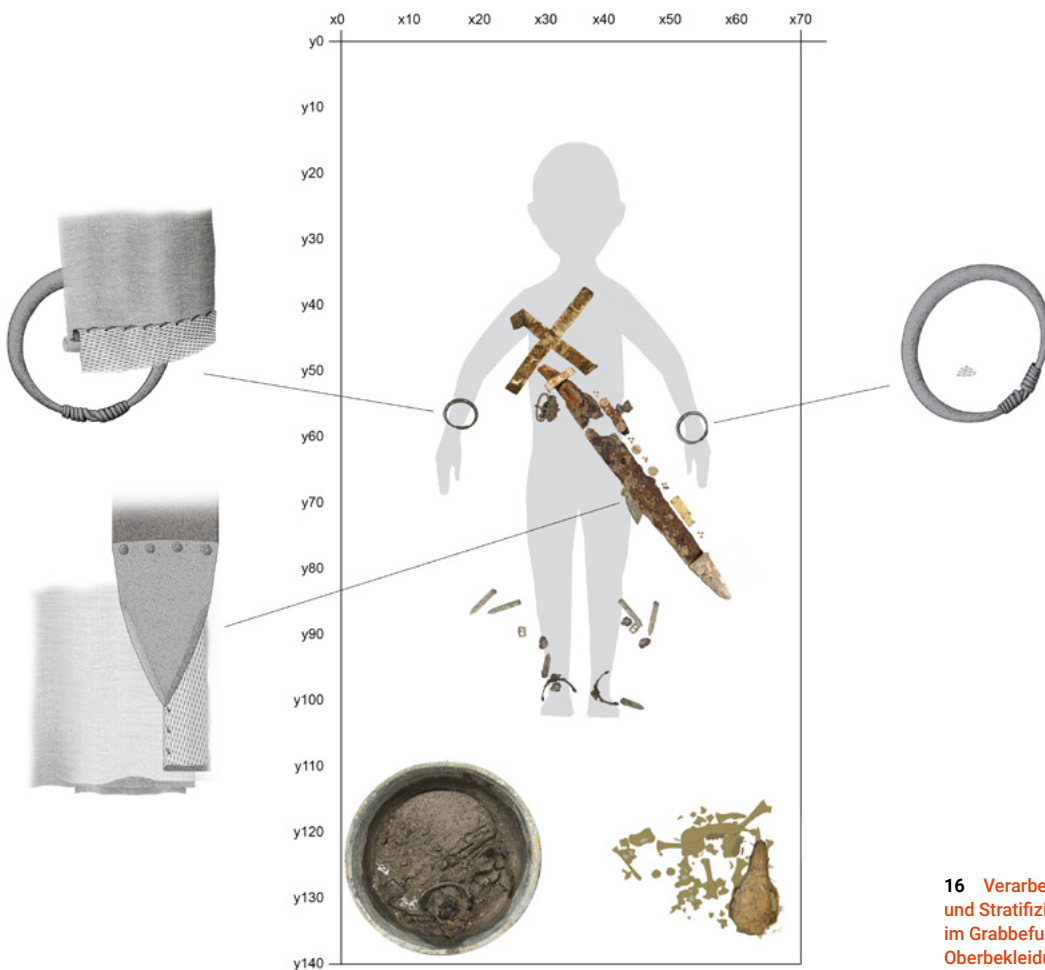 x0 x10 x20 x30 x40 x50 x60 x70
y0
y10
y20
y30
y40
y50
y60
y70
y80
y90
y100
y110
y120
y130
y140
16 Verarbe
und Stratifizi
im Grabbefu
Oberbekleidu